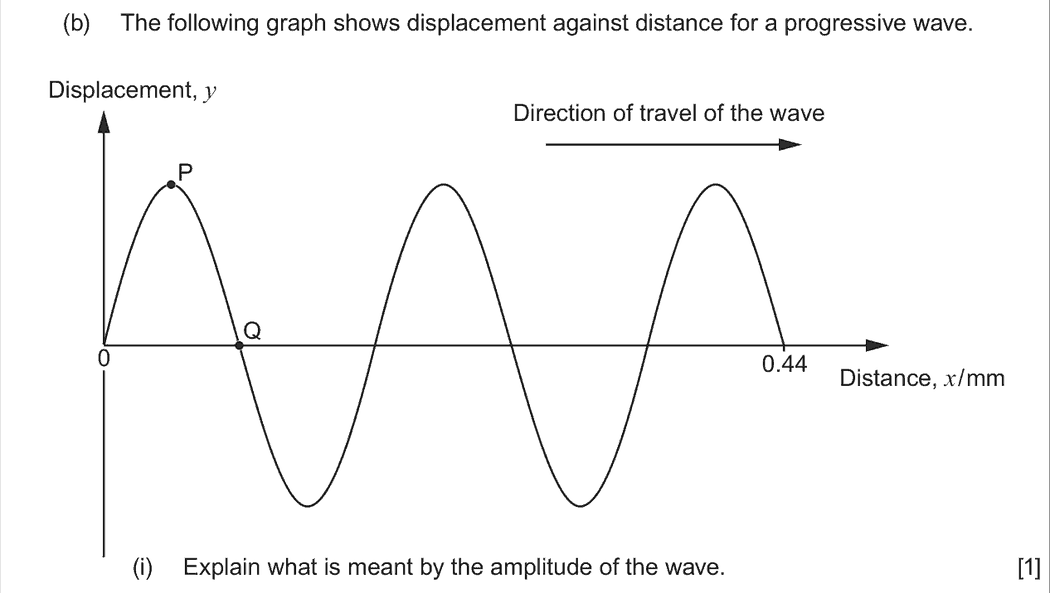 (b) The following graph shows displacement against distance for a progressive wave.
Displacement, y
Direction of travel of the wave
P
Q
0
0.44
Distance, x/mm
(i) Explain what is meant by the amplitude of the wave. [1]